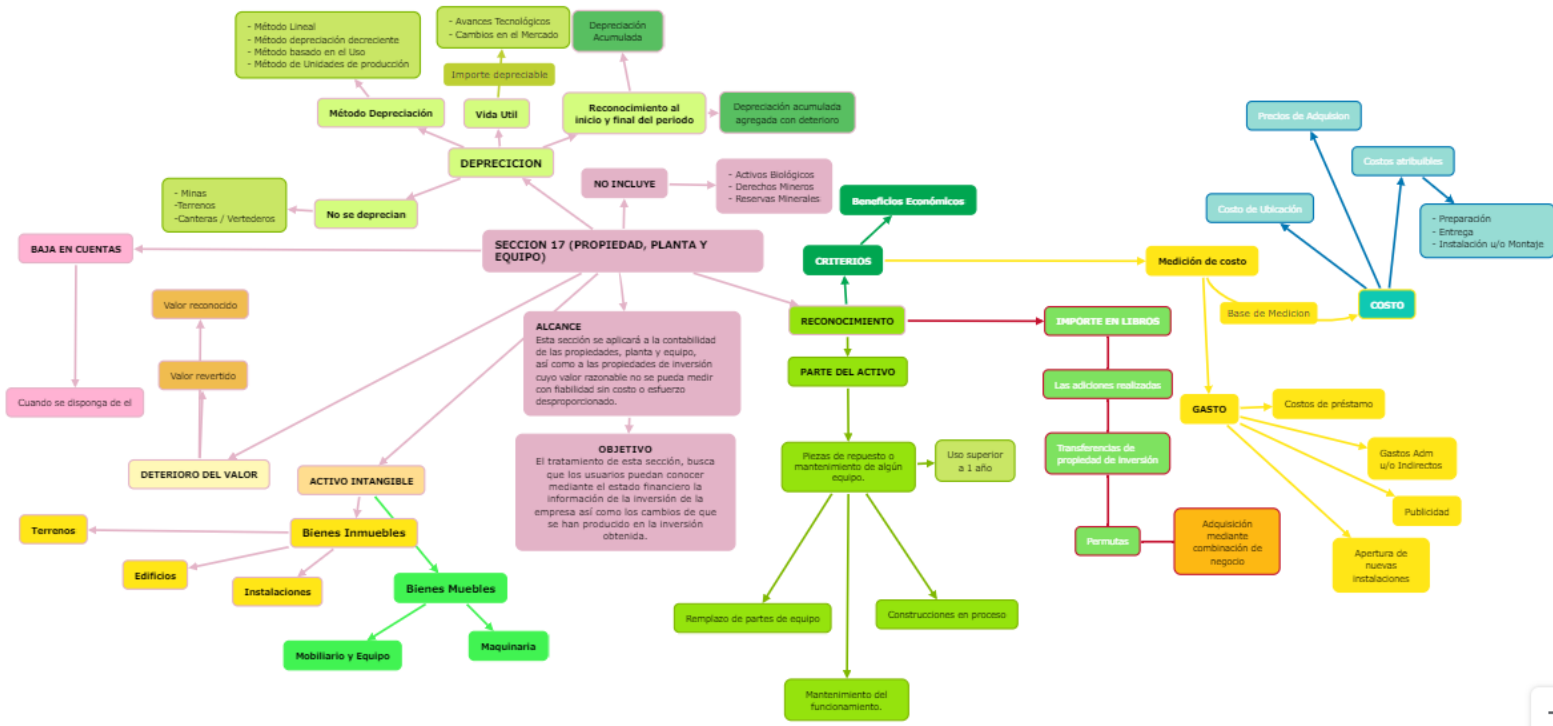 - Método Lineal
- Método depreciación decreciente
- Método basado en el Uso
- Método de Unidades de producción
- Avances Tecnológicos
- Cambios en el Mercado
Depreciación
Acumulada
Importe depreciable
Método Depreciación
Vida Util
Reconocimiento al
inicio y final del periodo
Depreciación acumulada
agregada con deterioro
DEPRECICION
- Minas
-Terrenos
-Canteras / Vertederos
No se deprecian
NO INCLUYE
- Activos Biológicos
- Derechos Mineros
- Reservas Minerales
BAJA EN CUENTAS
SECCION 17 (PROPIEDAD, PLANTA Y
EQUIPO)
Cuando se disponga de el
Valor reconocido
Valor revertido
DETERIORO DEL VALOR
ALCANCE
Esta sección se aplicará a la contabilidad
de las propiedades, planta y equipo,
así como a las propiedades de inversión
cuyo valor razonable no se pueda medir
con fiabilidad sin costo o esfuerzo
desproporcionado.
OBJETIVO
El tratamiento de esta sección, busca
que los usuarios puedan conocer
mediante el estado financiero la
información de la inversión de la
empresa así como los cambios de que
se han producido en la inversión
obtenida.
ACTIVO INTANGIBLE
Bienes Inmuebles
Terrenos
Edificios
Instalaciones
Bienes Muebles
Mobiliario y Equipo
Maquinaria
Beneficios Económicos
CRITERIOS
RECONOCIMIENTO
PARTE DEL ACTIVO
Piezas de repuesto o
mantenimiento de algún
equipo.
Uso superior
a 1 año
Remplazo de partes de equipo
Construcciones en proceso
Mantenimiento del
funcionamiento.
IMPORTE EN LIBROS
Las adiciones realizadas
Transferencias de
propiedad de Inversión
Permutas
Adquisición
mediante
combinación de
negocio
Medición de costo
Base de Medicion
COSTO
Precios de Adquision
Costos atribuibles
Costo de Ubicación
- Preparación
- Entrega
- Instalación u/o Montaje
GASTO
Costos de préstamo
Gastos Adm
u/o Indirectos
Publicidad
Apertura de
nuevas
instalaciones